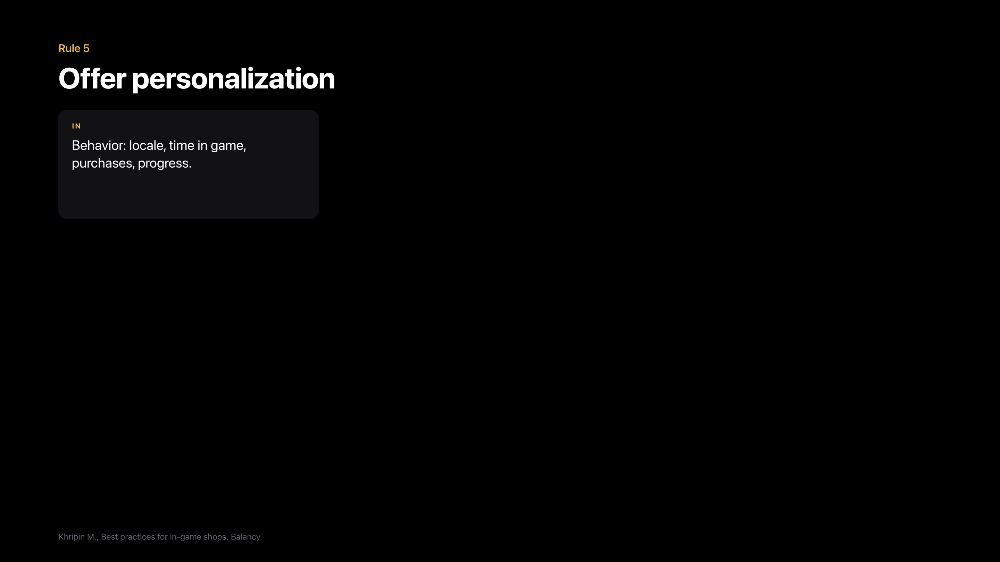 Rule 5
Offer personalization
IN
Behavior: locale, time in game,
purchases, progress.
Khripin M., Best practices for in-game shops. Balancy.